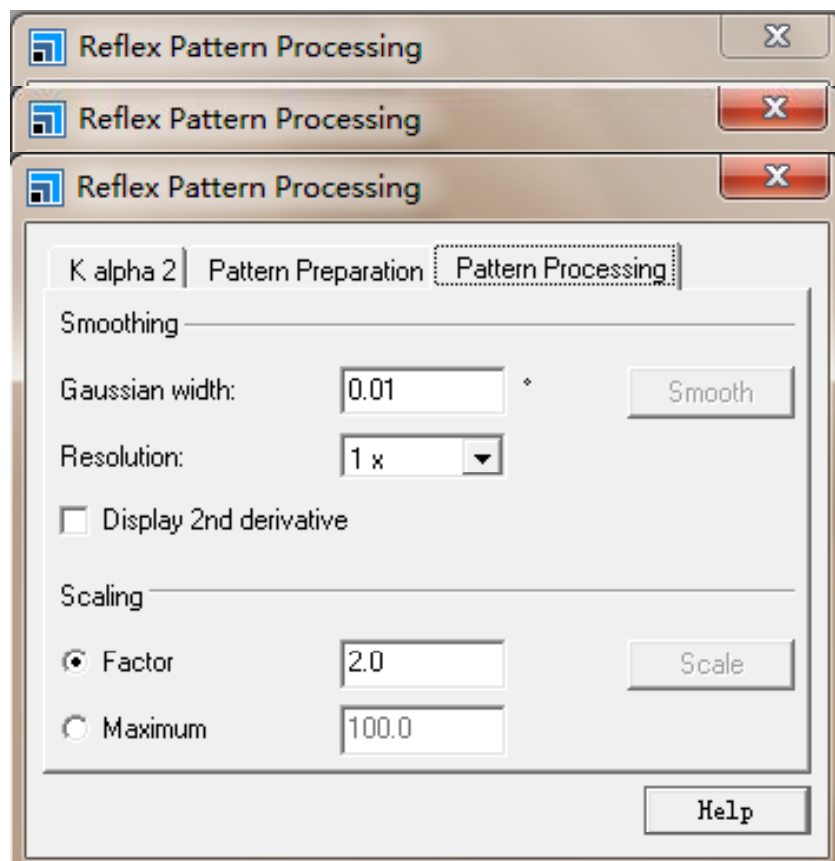 Reflex Pattern Processing
Reflex Pattern Processing
Reflex Pattern Processing
K alpha 2 Pattern Preparation Pattern Processing
Smoothing
Gaussian width: 0.01 ° Smooth
Resolution: 1 x
Display 2nd derivative
Scaling
Factor 2.0 Scale
Maximum 100.0
Help